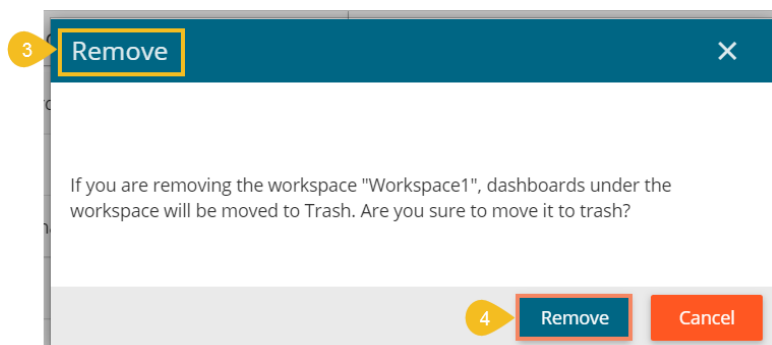 3
Remove
If you are removing the workspace "Workspace1", dashboards under the
workspace will be moved to Trash. Are you sure to move it to trash?
4
Remove
Cancel